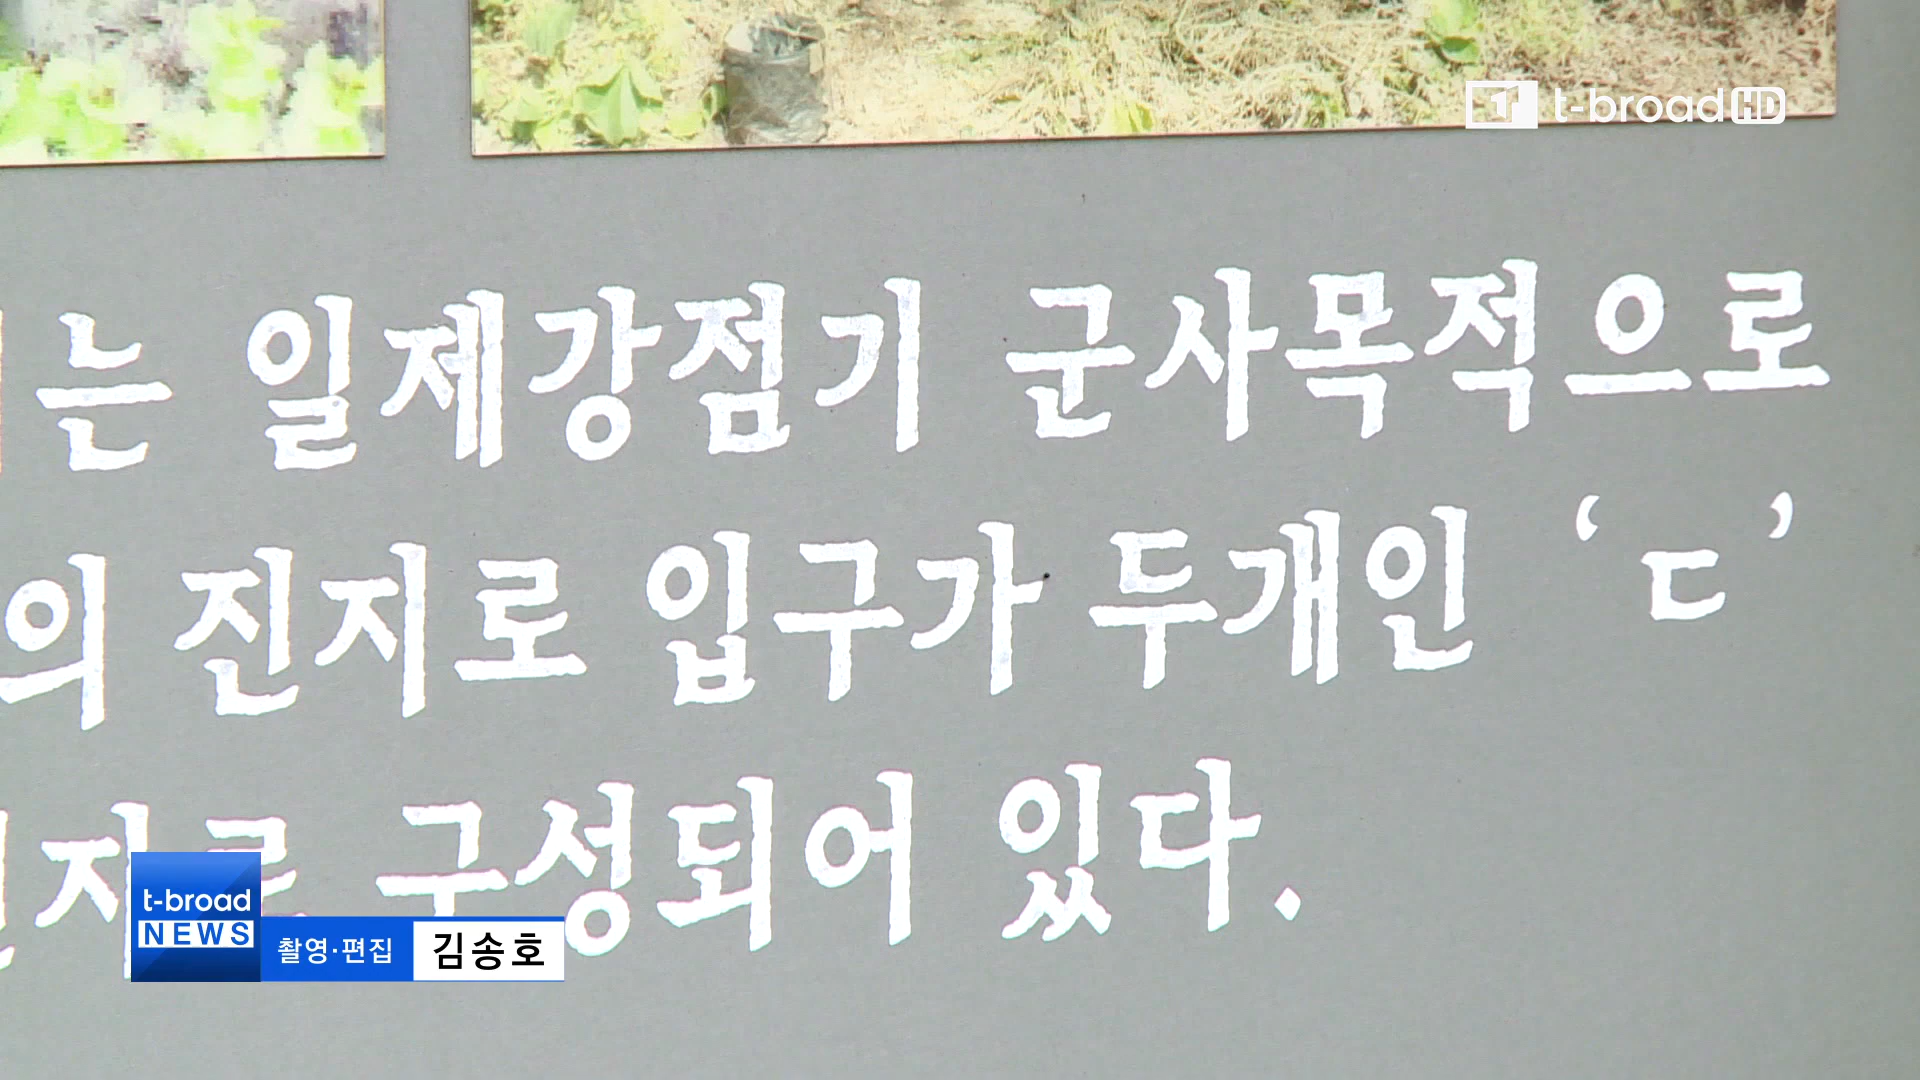 t-broad HD
는 일제강점기 군사목적으로
의 진지로 입구가 두개인 ‘ㄷ’
구성되어 있다.
t-broad
NEWS
촬영·편집 김송호